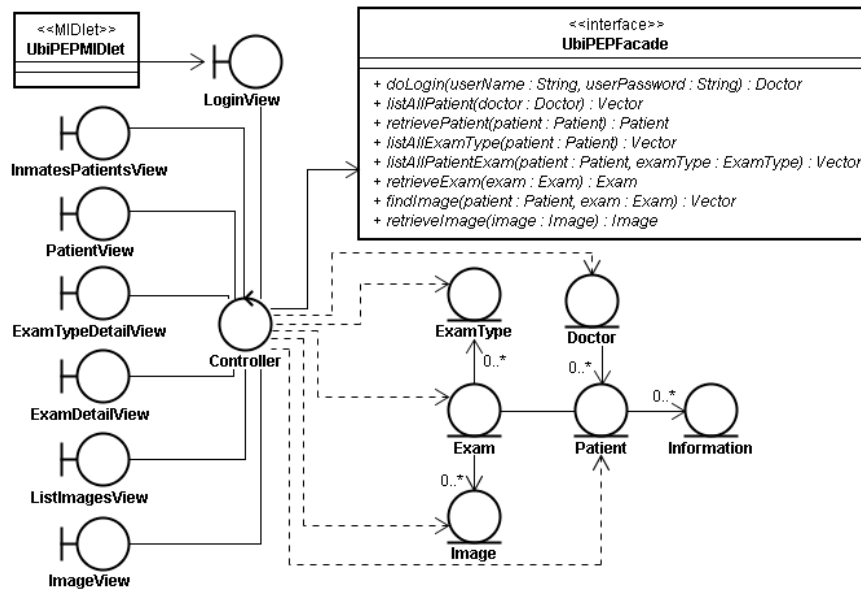 <<MIDlet>>
UbiPEPMIDlet
LoginView
<<interface>>
UbiPEPFacade
+ doLogin(userName : String, userPassword : String) : Doctor
+ listAllPatient(doctor : Doctor) : Vector
+ retrievePatient(patient : Patient) : Patient
+ listAllExamType(patient : Patient) : Vector
+ listAllPatientExam(patient : Patient, examType : ExamType) : Vector
+ retrieveExam(exam : Exam) : Exam
+ findImage(patient : Patient, exam : Exam) : Vector
+ retrieveImage(image : Image) : Image
InmatesPatientsView
PatientView
ExamTypeDetailView
ExamDetailView
ListImagesView
ImageView
Controller
ExamType
Doctor
0..*
0..*
0..*
Exam
Patient
Information
0..*
Image